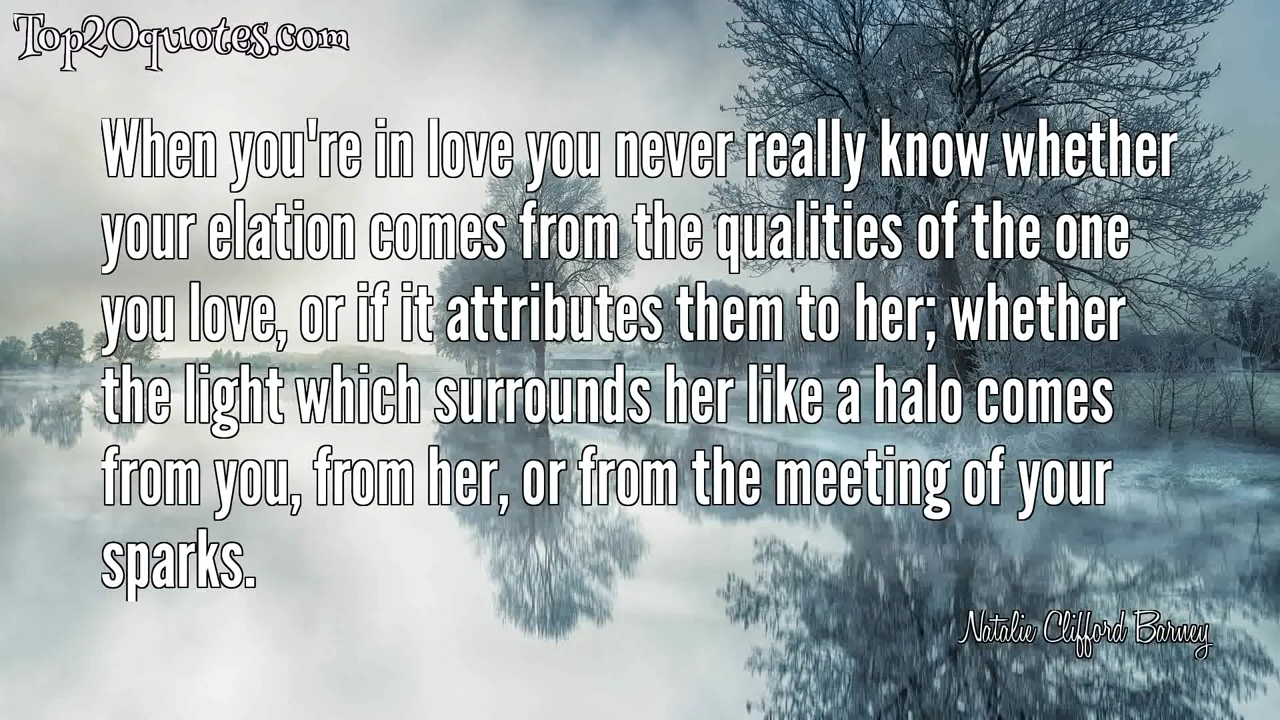 Top20quotes.com
When you're in love you never really know whether
your elation comes from the qualities of the one
you love, or if it attributes them to her; whether
the light which surrounds her like a halo comes
from you, from her, or from the meeting of your
sparks.
Natalie Clifford Barney